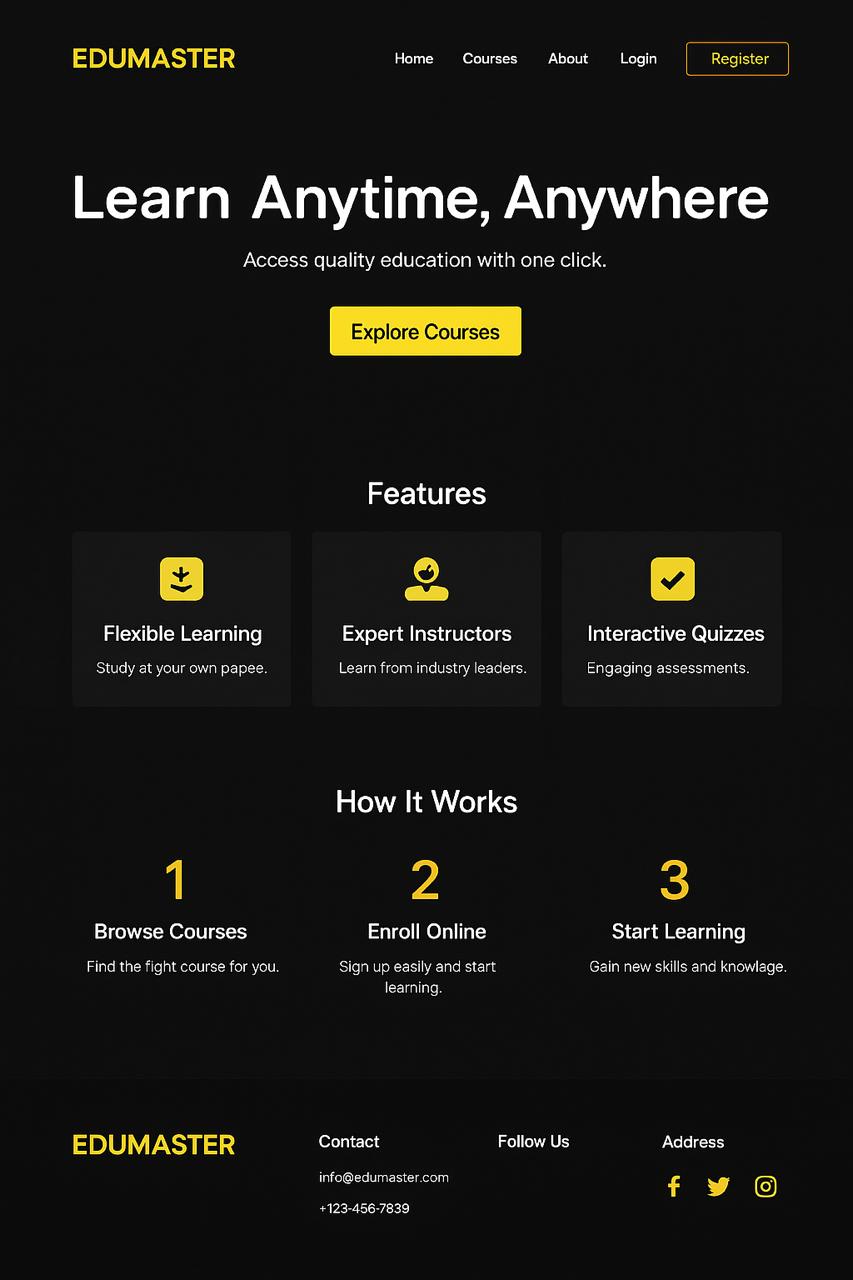 EDUMASTER
Home
Courses
About
Login
Register
Learn Anytime, Anywhere
Access quality education with one click.
Explore Courses
Features
Flexible Learning
Study at your own papee.
Expert Instructors
Learn from industry leaders.
Interactive Quizzes
Engaging assessments.
How It Works
1
Browse Courses
Find the fight course for you.
2
Enroll Online
Sign up easily and start
learning.
3
Start Learning
Gain new skills and knowlage.
EDUMASTER
Contact
info@edumaster.com
+123-456-7839
Follow Us
Address